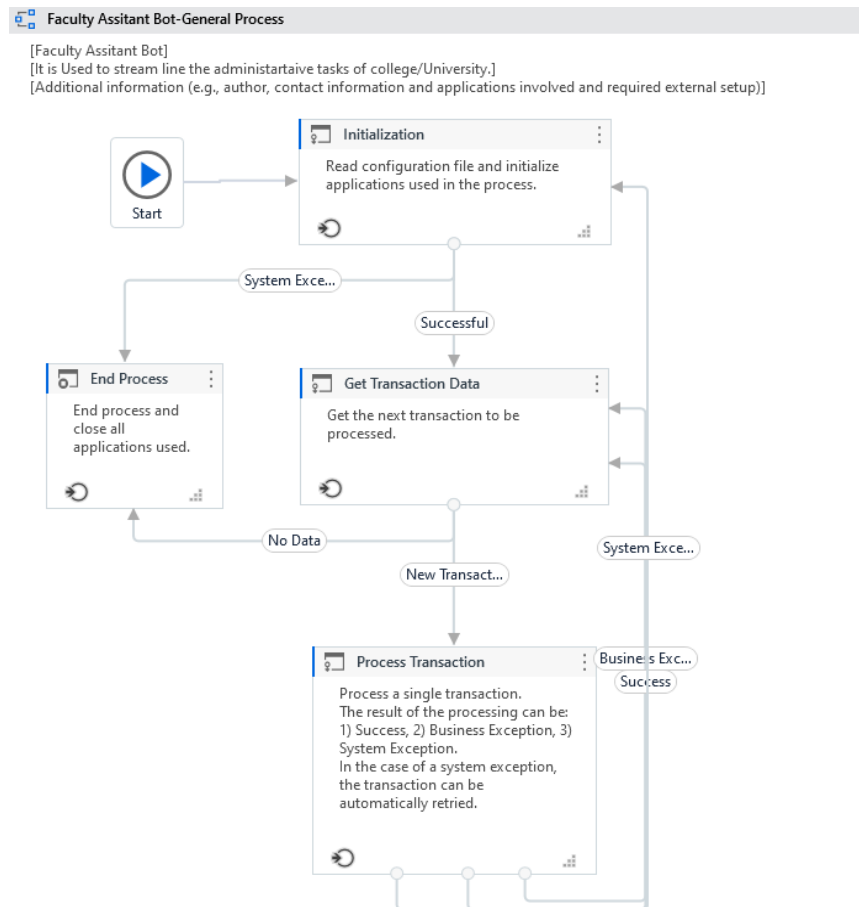 Faculty Assitant Bot-General Process
[Faculty Assitant Bot]
[It is Used to stream line the administartaive tasks of college/University.]
[Additional information (e.g., author, contact information and applications involved and required external setup)]
Initialization
Read configuration file and initialize
applications used in the process.
Start
System Exce...
Successful
End Process
End process and
close all
applications used.
Get Transaction Data
Get the next transaction to be
processed.
No Data
System Exce...
New Transact...
Process Transaction
Business Exc...
Success
Process a single transaction.
The result of the processing can be:
1) Success, 2) Business Exception, 3)
System Exception.
In the case of a system exception,
the transaction can be
automatically retried.